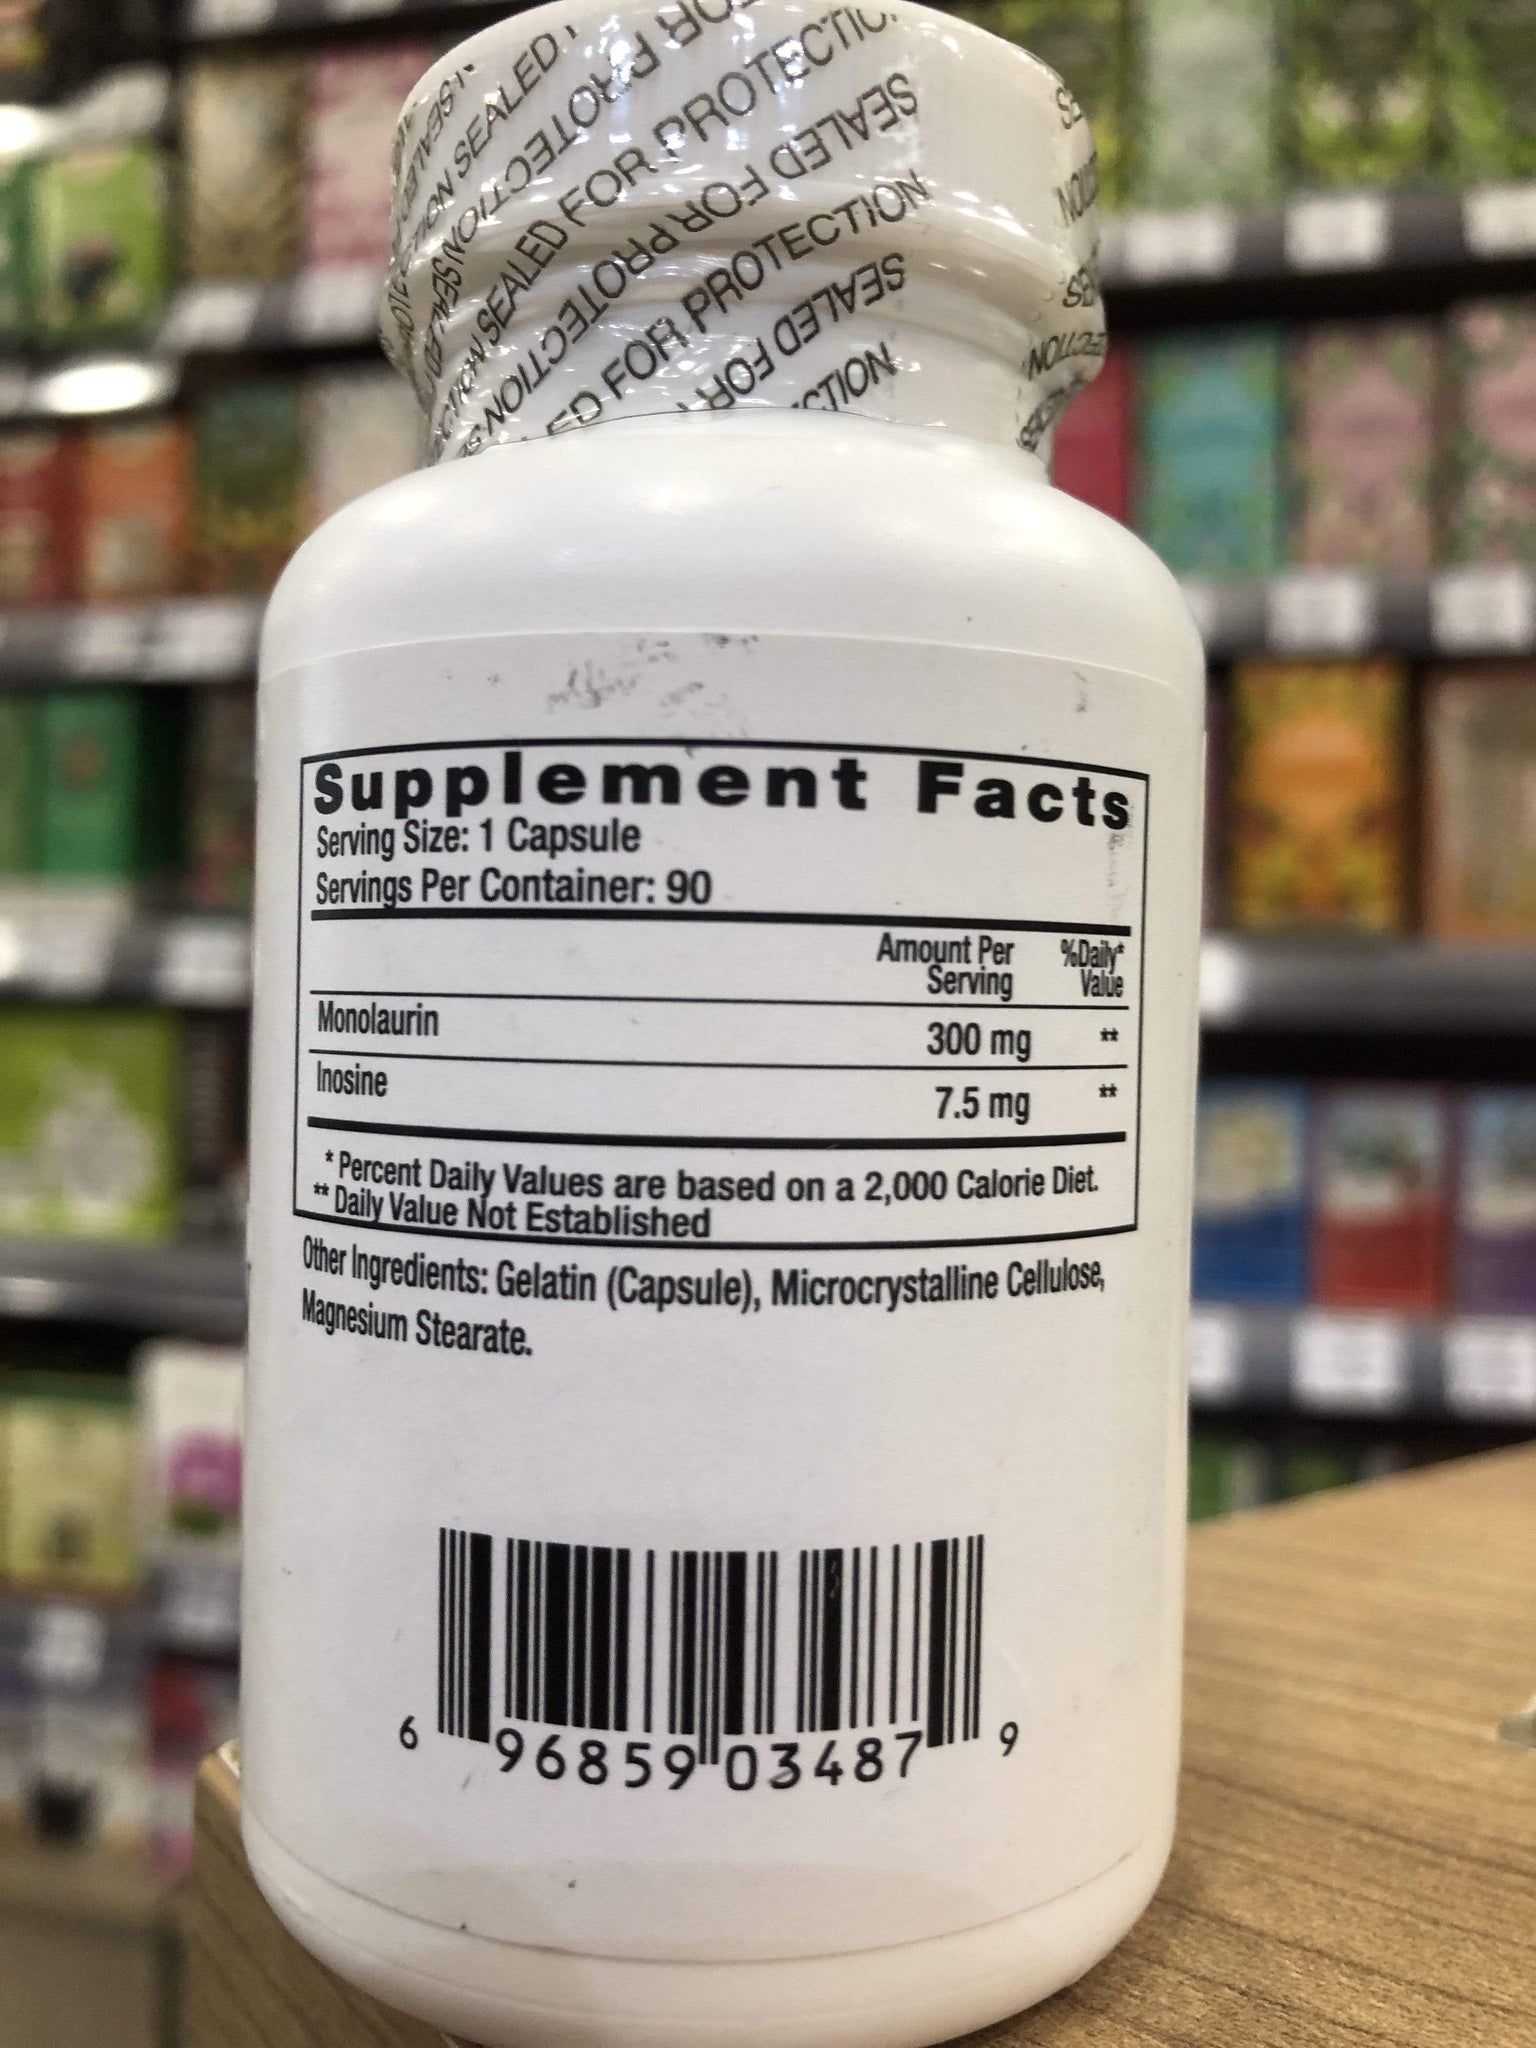 SEALED FOR PROTECTION
SEALED FOR PROTECTION
Supplement Facts
Serving Size: 1 Capsule
Servings Per Container: 90
Amount Per Serving %Daily* Value
Monolaurin 300 mg **
Inosine 7.5 mg **
* Percent Daily Values are based on a 2,000 Calorie Diet.
** Daily Value Not Established
Other Ingredients: Gelatin (Capsule), Microcrystalline Cellulose,
Magnesium Stearate.
6 96859 03487 9